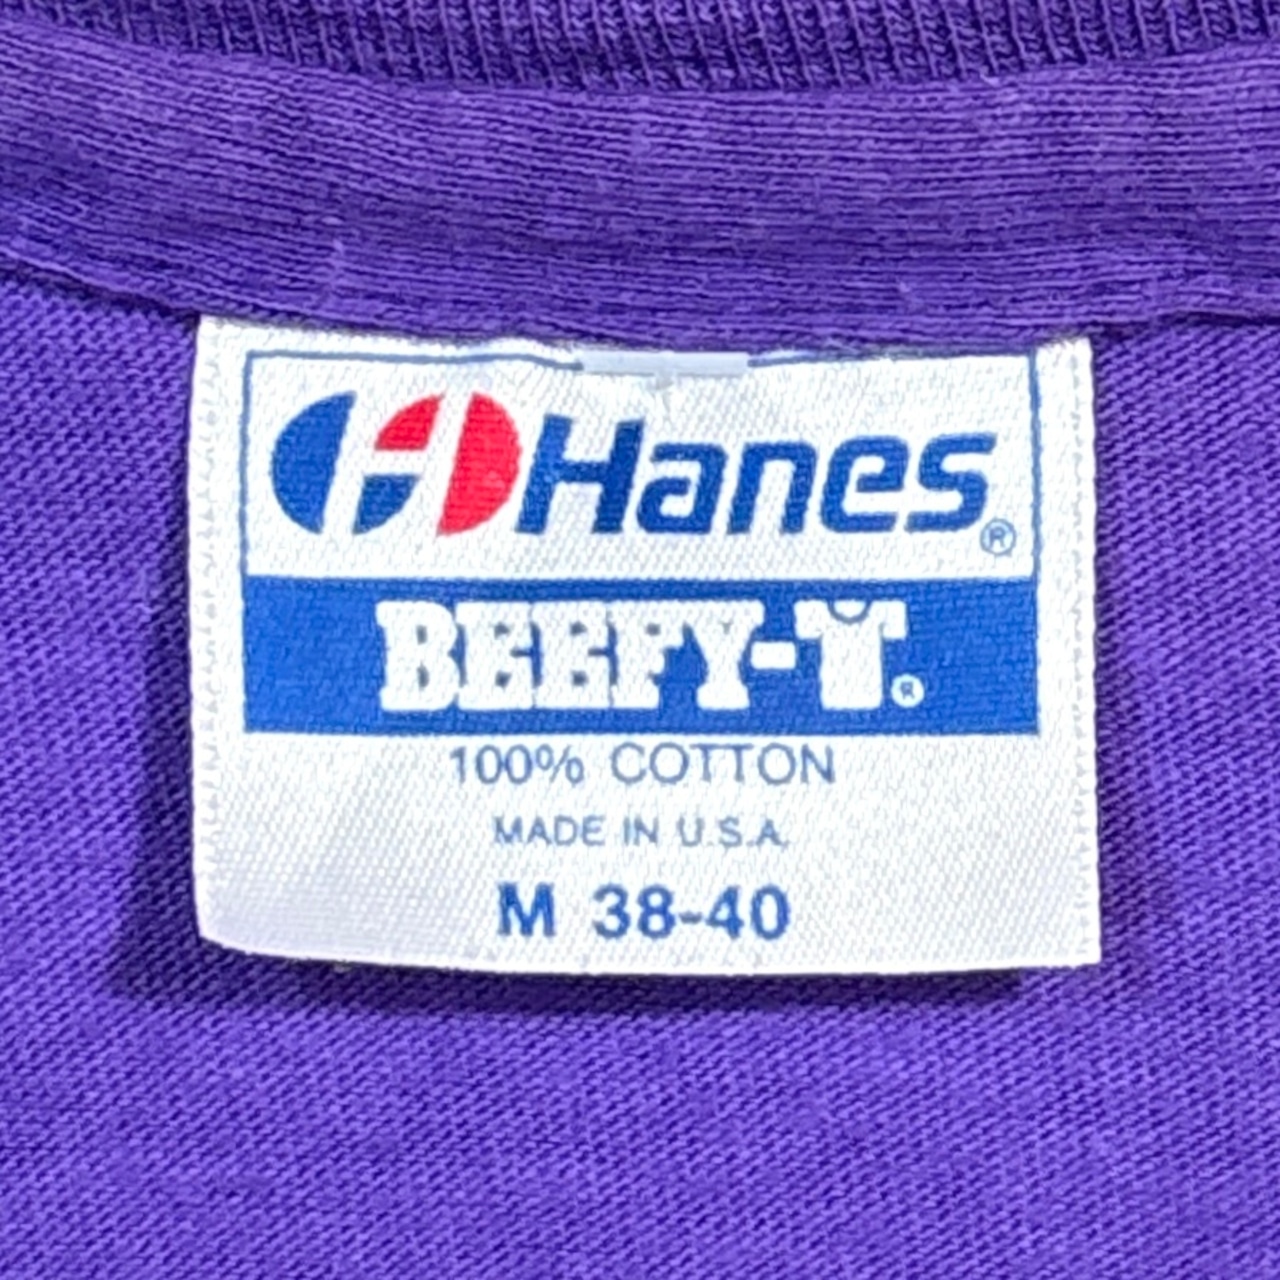 Hanes®
BEEFY-T®
100% COTTON
MADE IN U.S.A.
M 38-40